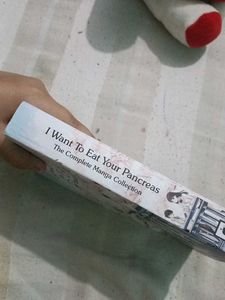 I Want To Eat Your Pancreas
The Complete Manga Collection